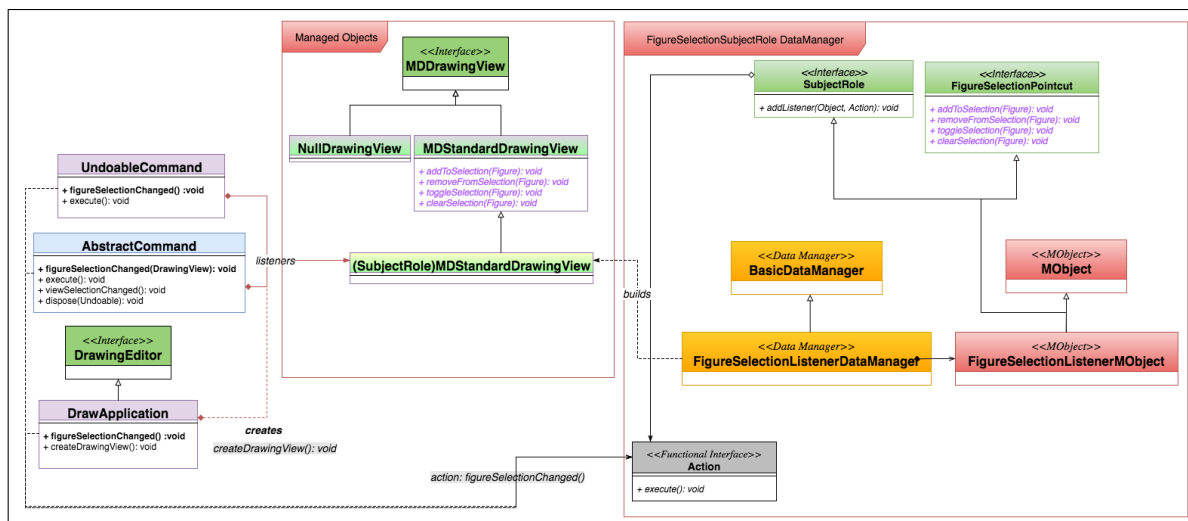 Managed Objects
<<Interface>>
MDDrawingView
NullDrawingView
MDStandardDrawingView
+ addToSelection(Figure): void
+ removeFromSelection(Figure): void
+ toggleSelection(Figure): void
+ clearSelection(Figure): void
(SubjectRole)MDStandardDrawingView
UndoableCommand
+ figureSelectionChanged() :void
+ execute(): void
AbstractCommand
+ figureSelectionChanged(DrawingView): void
+ execute(): void
+ viewSelectionChanged(): void
+ dispose(Undoable): void
listeners
<<Interface>>
DrawingEditor
DrawApplication
+ figureSelectionChanged() :void
+ createDrawingView(): void
creates
createDrawingView(): void
action: figureSelectionChanged()
FigureSelectionSubjectRole DataManager
<<Interface>>
SubjectRole
+ addListener(Object, Action): void
<<Interface>>
FigureSelectionPointcut
+ addToSelection(Figure): void
+ removeFromSelection(Figure): void
+ toggleSelection(Figure): void
+ clearSelection(Figure): void
<<Data Manager>>
BasicDataManager
<<MObject>>
MObject
builds
<<Data Manager>>
FigureSelectionListenerDataManager
<<MObject>>
FigureSelectionListenerMObject
<<Functional Interface>>
Action
+ execute(): void